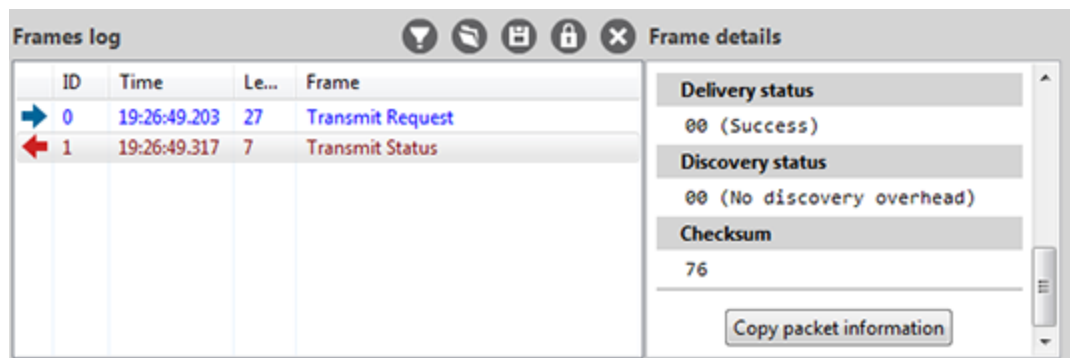 Frames log
Frame details
ID Time Le... Frame
0 19:26:49.203 27 Transmit Request
1 19:26:49.317 7 Transmit Status
Delivery status
00 (Success)
Discovery status
00 (No discovery overhead)
Checksum
76
Copy packet information